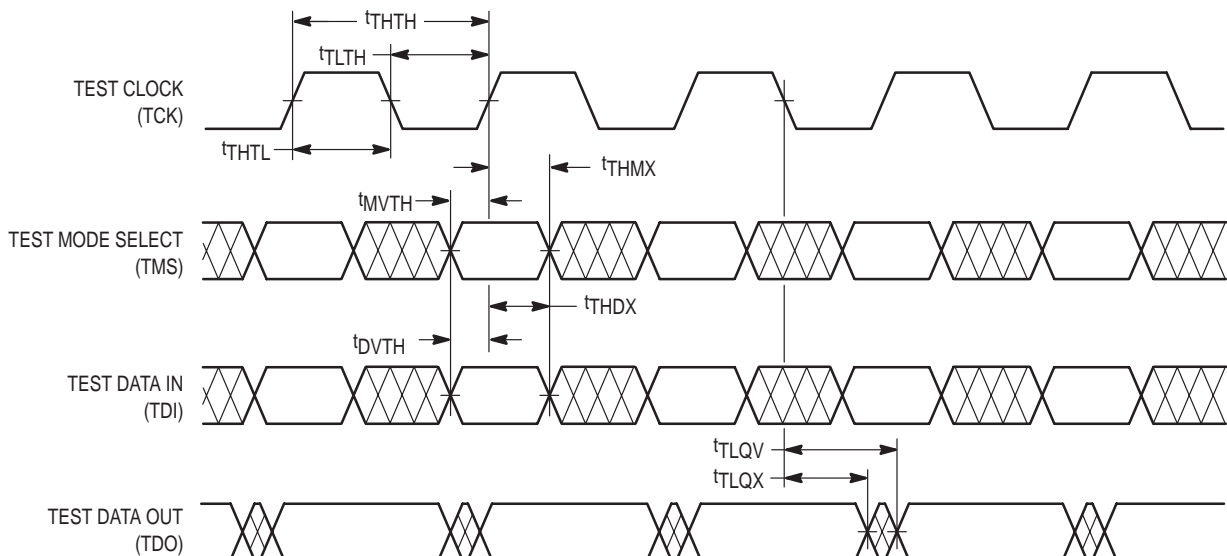 tTHTH
tTLTH
TEST CLOCK
(TCK)
tTHTL
tTHMX
tMVTH
TEST MODE SELECT
(TMS)
tTHDX
tDVTH
TEST DATA IN
(TDI)
tTLQV
tTLQX
TEST DATA OUT
(TDO)